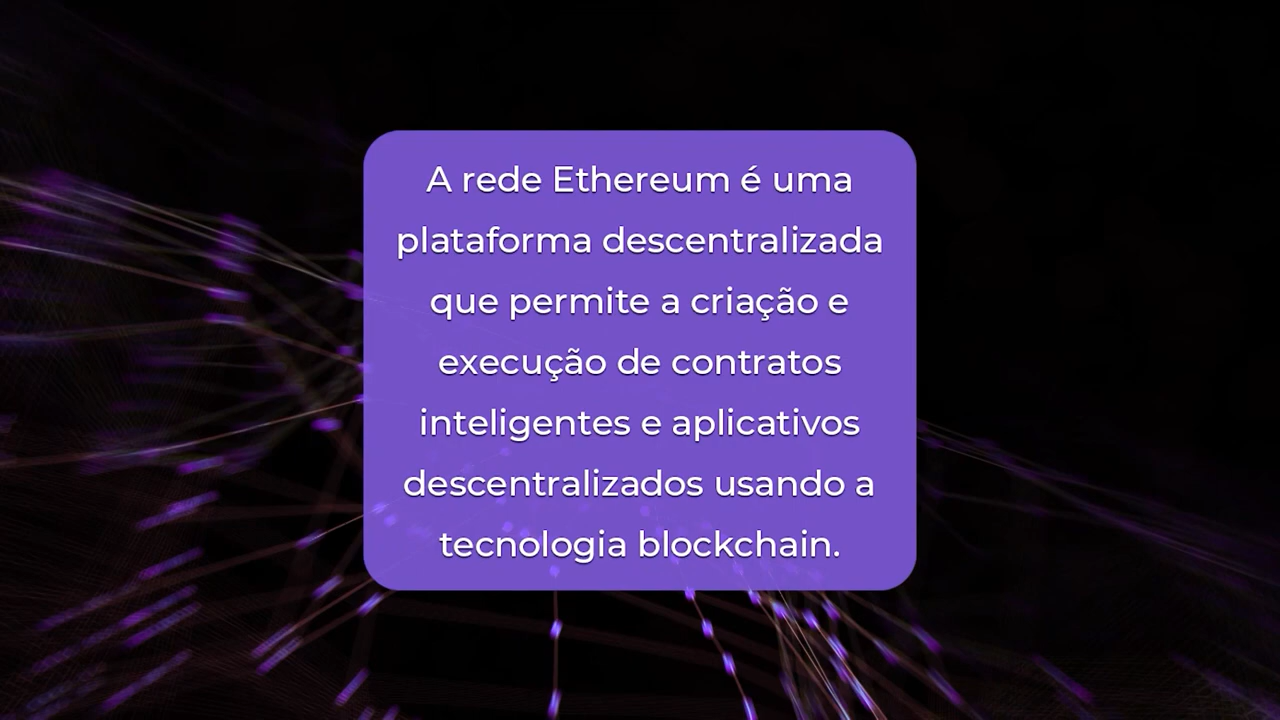 A rede Ethereum é uma
plataforma descentralizada
que permite a criação e
execução de contratos
inteligentes e aplicativos
descentralizados usando a
tecnologia blockchain.